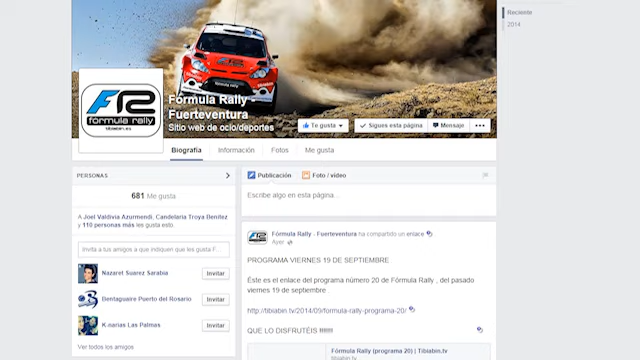 Reciente
2014
FR
formula rally
tibiabin.es
Fórmula Rally -
Fuerteventura
Sitio web de ocio/deportes
Te gusta
Sigues esta página
Mensaje
Biografía
Información
Fotos
Me gusta
PERSONAS
681 Me gusta
A Joel Valdivia Azurmendi, Candelaria Troya Benitez
y 110 personas más les gusta esto.
Invita a tus amigos a que indiquen que les gusta F...
Nazaret Suarez Sarabia
Invitar
Bentaguaire Puerto del Rosario
Invitar
K.narias Las Palmas
Invitar
Ver todos los amigos
Publicación
Foto / vídeo
Escribe algo en esta página...
Fórmula Rally - Fuerteventura ha compartido un enlace
Ayer
PROGRAMA VIERNES 19 DE SEPTIEMBRE
Éste es el enlace del programa número 20 de Fórmula Rally , del pasado
viernes 19 de septiembre .
http://tibiabin.tv/2014/09/formula-rally-programa-20/
QUE LO DISFRUTÉIS !!!!!!!!
Fórmula Rally (programa 20) | Tibiabin.tv
tibiabin.tv